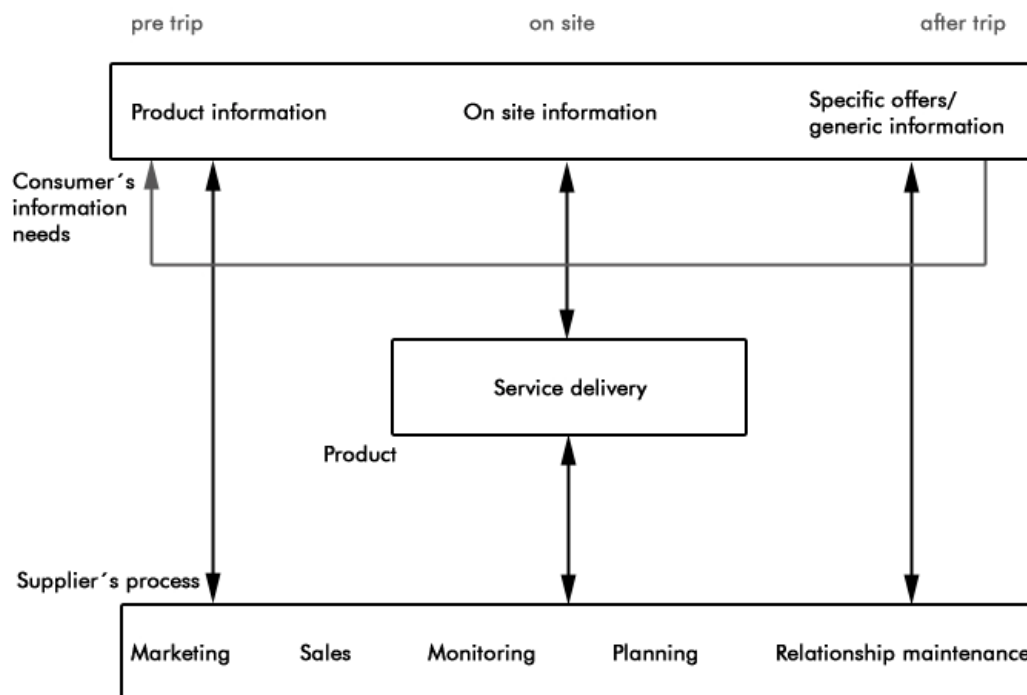 pre trip
on site
after trip
Product information
On site information
Specific offers/
generic information
Consumer´s
information
needs
Service delivery
Product
Supplier´s process
Marketing
Sales
Monitoring
Planning
Relationship maintenance